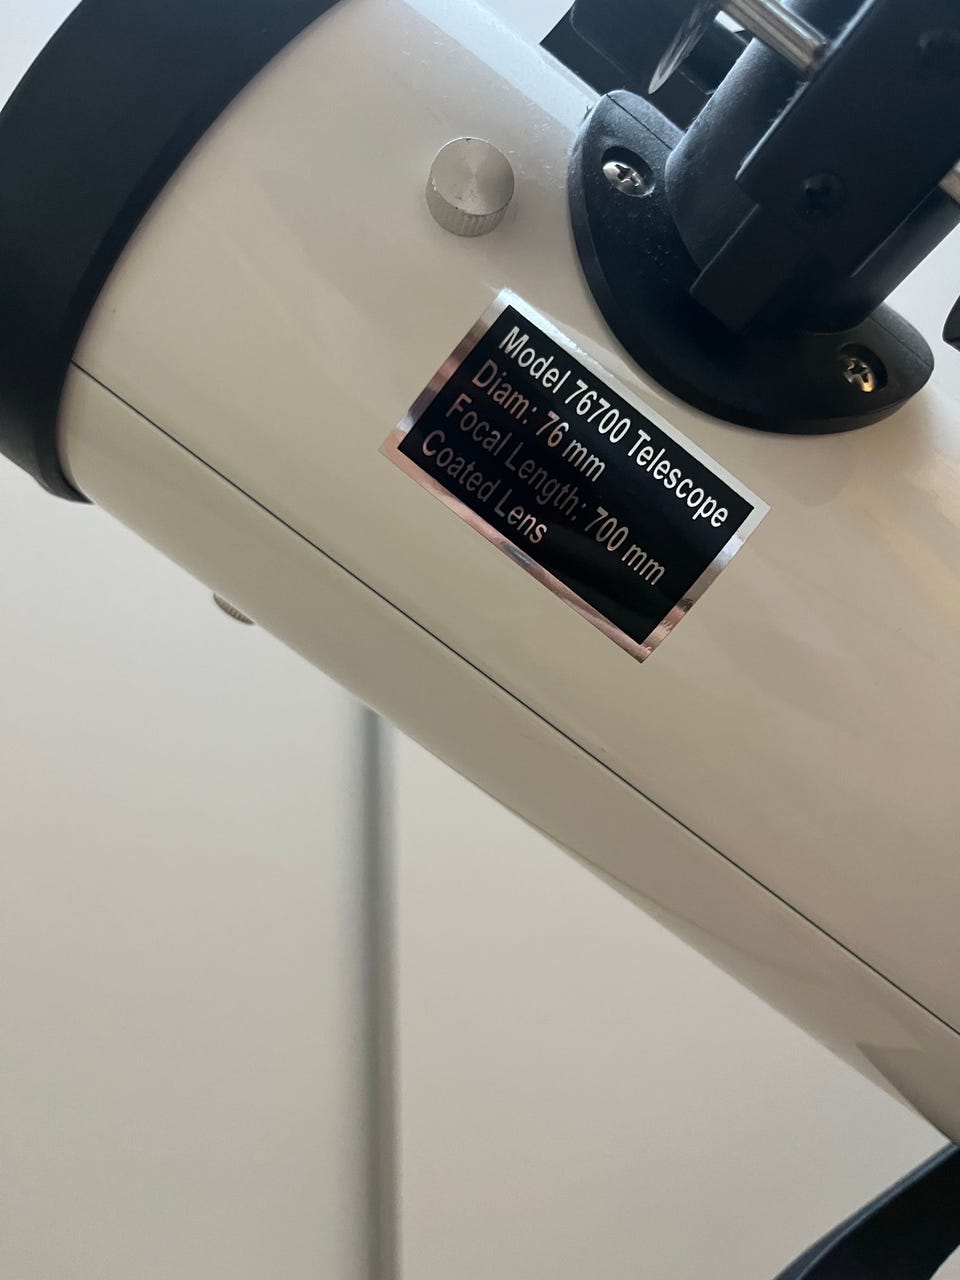 Model 76700 Telescope
Diam: 76 mm
Focal Length: 700 mm
Coated Lens